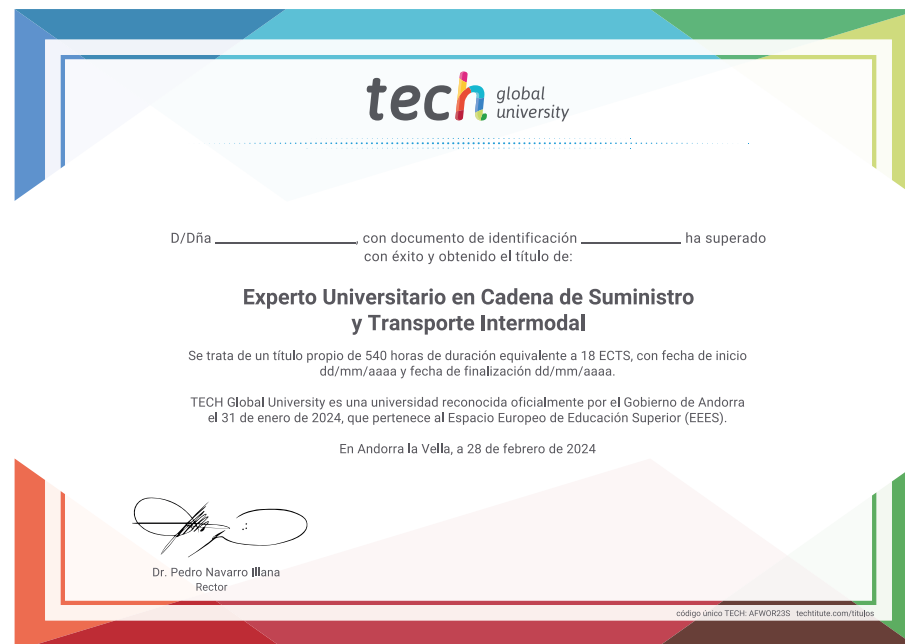 tech global university
D/Dña ____________________, con documento de identificación ______________ ha superado
con éxito y obtenido el título de:
Experto Universitario en Cadena de Suministro
y Transporte Intermodal
Se trata de un título propio de 540 horas de duración equivalente a 18 ECTS, con fecha de inicio
dd/mm/aaaa y fecha de finalización dd/mm/aaaa.
TECH Global University es una universidad reconocida oficialmente por el Gobierno de Andorra
el 31 de enero de 2024, que pertenece al Espacio Europeo de Educación Superior (EEES).
En Andorra la Vella, a 28 de febrero de 2024
Dr. Pedro Navarro Illana
Rector
código único TECH: AFWOR23S techtitute.com/titulos